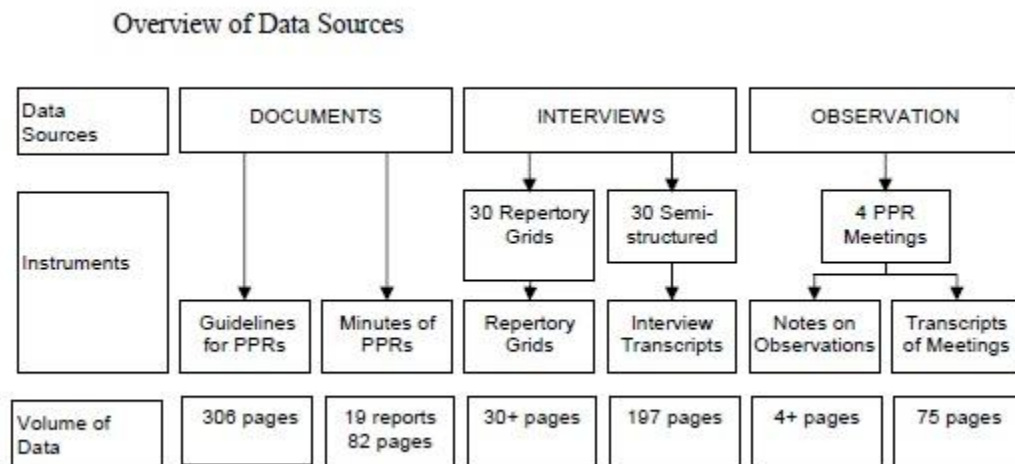 Overview of Data Sources
Data
Sources
DOCUMENTS
INTERVIEWS
OBSERVATION
Instruments
30 Repertory
Grids
30 Semi-
structured
4 PPR
Meetings
Guidelines
for PPRs
Minutes of
PPRs
Repertory
Grids
Interview
Transcripts
Notes on
Observations
Transcripts
of Meetings
Volume of
Data
306 pages
19 reports
82 pages
30+ pages
197 pages
4+ pages
75 pages